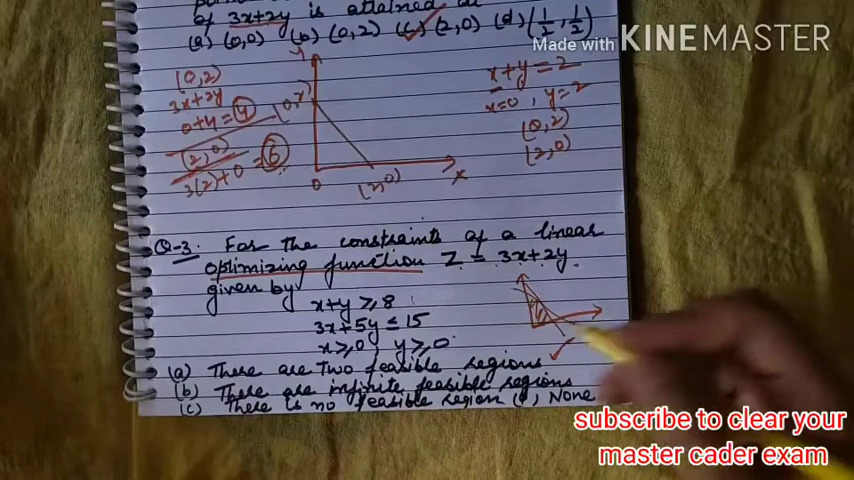 of 3x+2y is attained at
(a) (0,0) (b) (0,2) (c) (2,0) (d) (1/2, 1/2)
Made with KINEMASTER
(0,2)
3x+2y
0+4=4
(2,0)
3(2)+0 =6
y
0
x
x+y=2
x=0, y=2
(0,2)
(2,0)
Q-3. For the constraints of a linear
optimizing function Z = 3x+2y
given by
x+y ≥ 8
3x+5y ≤ 15
x≥0 y≥0
(a) There are two feasible regions
(b) There are infinite feasible regions
(c) There is no feasible region None
subscribe to clear your
master cader exam